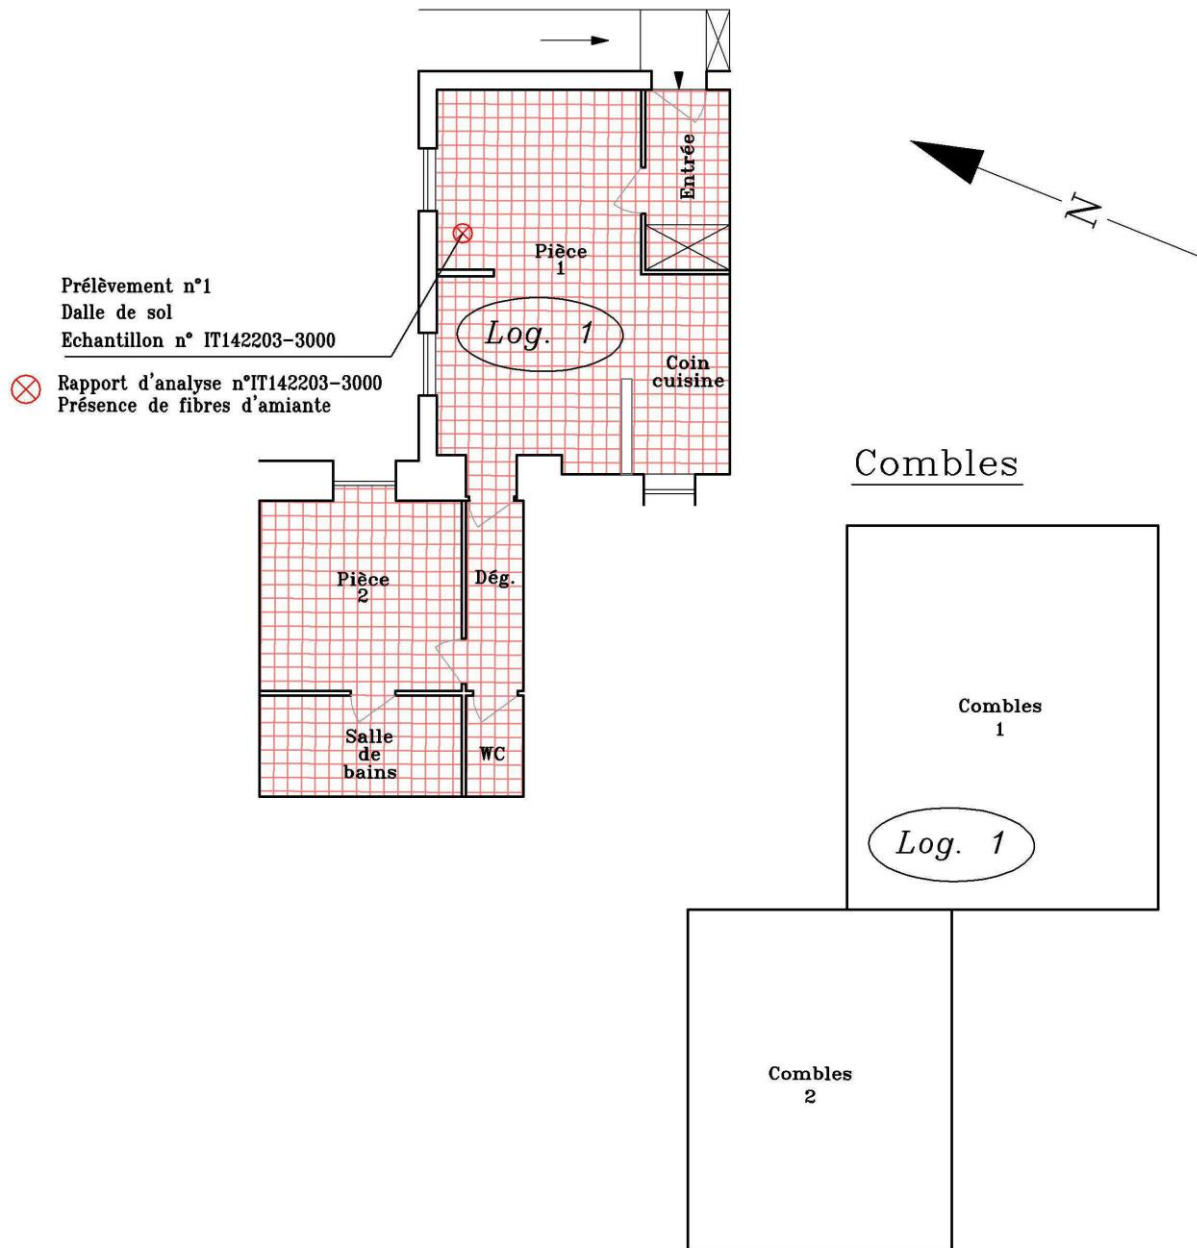 Entrée
Pièce
1
Prélèvement n°1
Dalle de sol
Echantillon n° IT142203-3000
Rapport d'analyse n°IT142203-3000
Présence de fibres d'amiante
Log. 1
Coin
cuisine
N
Pièce
2
Dég.
Salle
de
bains
WC
Combles
Combles
1
Log. 1
Combles
2